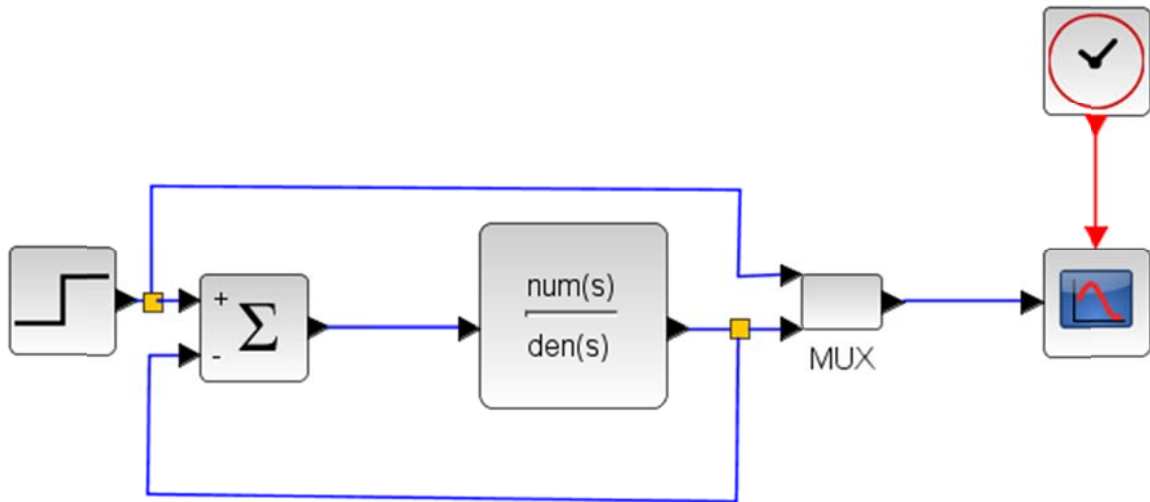 +
Σ
-
num(s)
den(s)
MUX